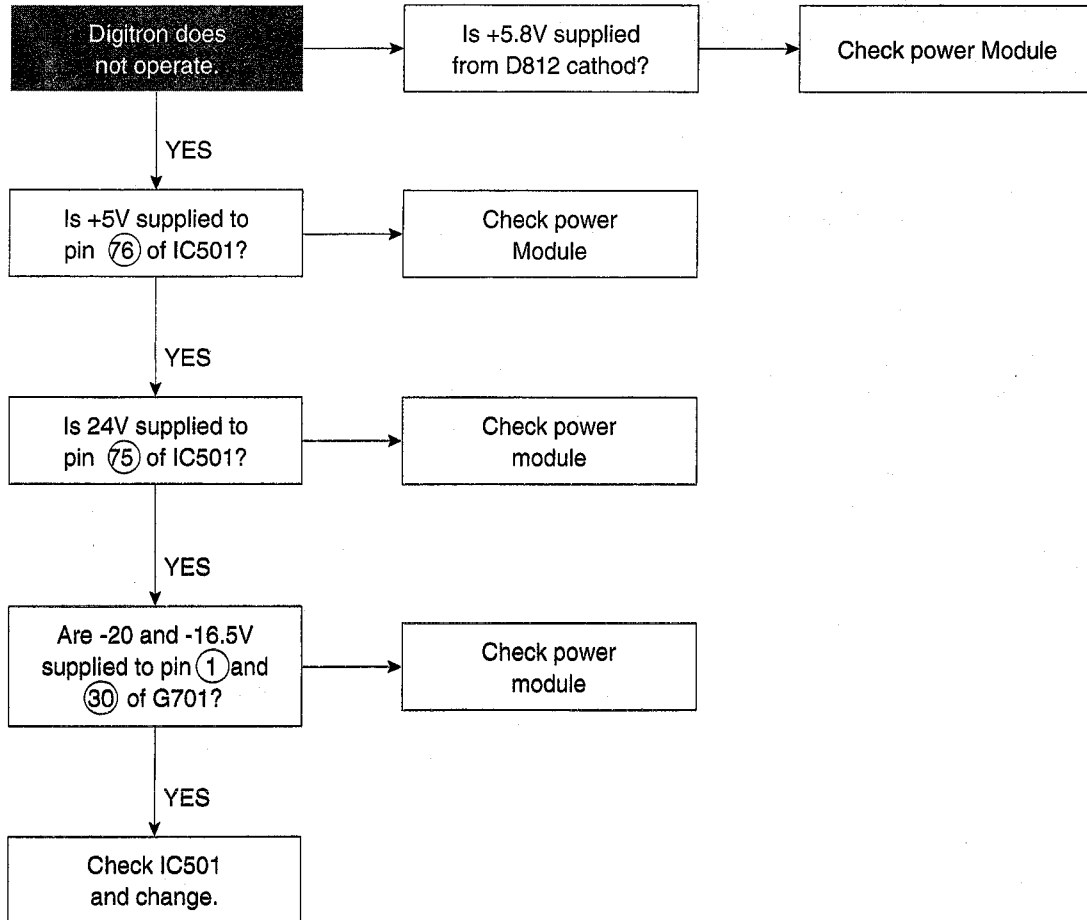 Digitron does
not operate.
Is +5.8V supplied
from D812 cathod?
Check power Module
YES
Is +5V supplied to
pin 76 of IC501?
Check power
Module
YES
Is 24V supplied to
pin 75 of IC501?
Check power
module
YES
Are -20 and -16.5V
supplied to pin 1 and
30 of G701?
Check power
module
YES
Check IC501
and change.